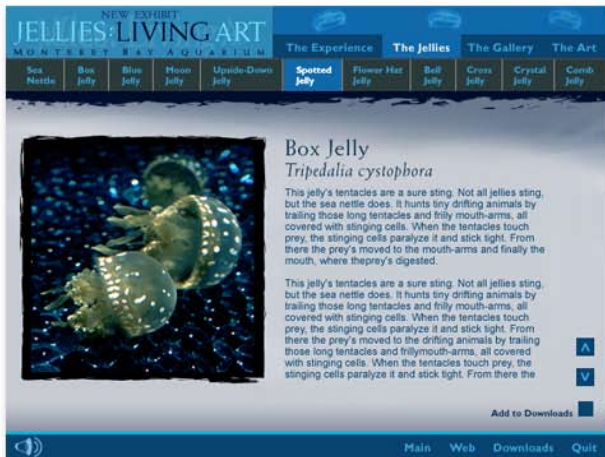 NEW EXHIBIT
JELLIES:LIVING ART
MONTEREY BAY AQUARIUM
The Experience The Jellies The Gallery The Art
Sea Nettle Box Jelly Blue Jelly Moon Jelly Upside-Down Jelly Spotted Jelly Flower Hat Jelly Bell Jelly Cross Jelly Crystal Jelly Comb Jelly
Box Jelly
Tripedalia cystophora
This jelly's tentacles are a sure sting. Not all jellies sting,
but the sea nettle does. It hunts tiny drifting animals by
trailing those long tentacles and frilly mouth-arms, all
covered with stinging cells. When the tentacles touch
prey, the stinging cells paralyze it and stick tight. From
there the prey's moved to the mouth-arms and finally the
mouth, where theprey's digested.
This jelly's tentacles are a sure sting. Not all jellies sting,
but the sea nettle does. It hunts tiny drifting animals by
trailing those long tentacles and frilly mouth-arms, all
covered with stinging cells. When the tentacles touch
prey, the stinging cells paralyze it and stick tight. From
there the prey's moved to the drifting animals by trailing
those long tentacles and frillymouth-arms, all covered
with stinging cells. When the tentacles touch prey, the
stinging cells paralyze it and stick tight. From there the
Add to Downloads
Main Web Downloads Quit